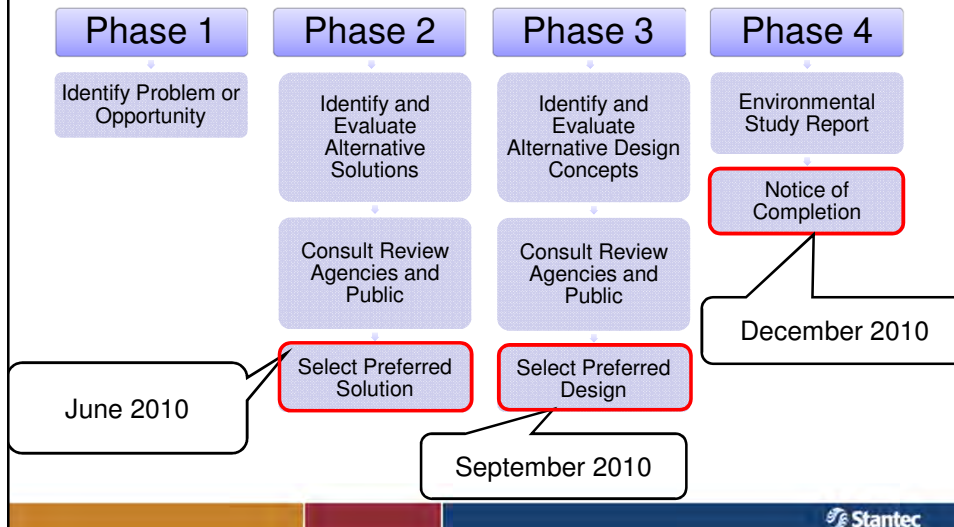 Phase 1
Identify Problem or
Opportunity
Phase 2
Identify and
Evaluate
Alternative
Solutions
Consult Review
Agencies and
Public
Select Preferred
Solution
June 2010
Phase 3
Identify and
Evaluate
Alternative Design
Concepts
Consult Review
Agencies and
Public
Select Preferred
Design
September 2010
Phase 4
Environmental
Study Report
Notice of
Completion
December 2010
Stantec